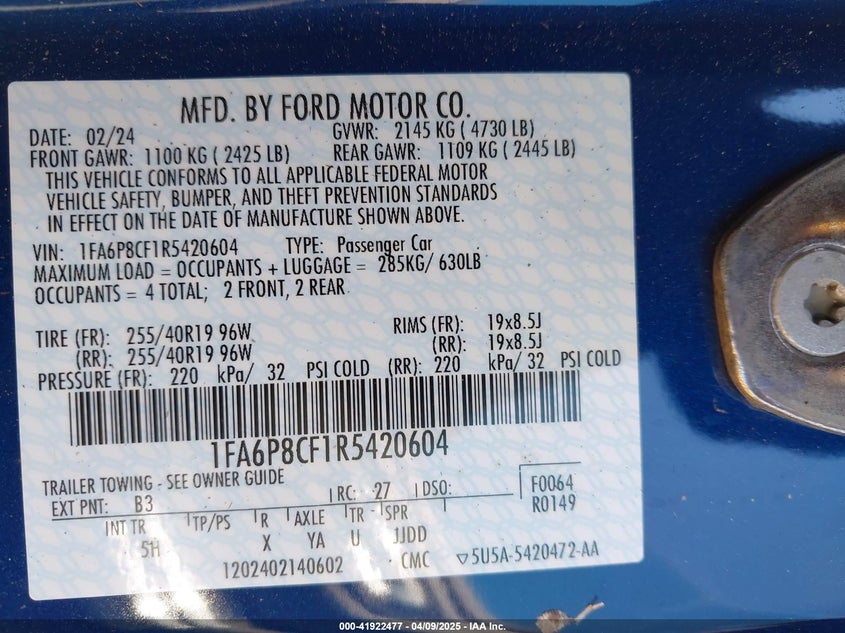 MFD. BY FORD MOTOR CO.
DATE: 02/24 GVWR: 2145 KG ( 4730 LB)
FRONT GAWR: 1100 KG ( 2425 LB) REAR GAWR: 1109 KG ( 2445 LB)
THIS VEHICLE CONFORMS TO ALL APPLICABLE FEDERAL MOTOR
VEHICLE SAFETY, BUMPER, AND THEFT PREVENTION STANDARDS
IN EFFECT ON THE DATE OF MANUFACTURE SHOWN ABOVE.
VIN: 1FA6P8CF1R5420604 TYPE: Passenger Car
MAXIMUM LOAD = OCCUPANTS + LUGGAGE = 285KG/ 630LB
OCCUPANTS = 4 TOTAL; 2 FRONT, 2 REAR
TIRE (FR): 255/40R19 96W RIMS (FR): 19x8.5J
(RR): 255/40R19 96W (RR): 19x8.5J
PRESSURE (FR): 220 kPa/ 32 PSI COLD (RR): 220 kPa/ 32 PSI COLD
1FA6P8CF1R5420604
TRAILER TOWING - SEE OWNER GUIDE
EXT PNT: B3 RC: 27 DSO: F0064
R0149
INT TR TP/PS R AXLE TR SPR
5H X YA U JJDD
1202402140602 CMC ▽5U5A-5420472-AA
000-41922477 - 04/09/2025 - IAA Inc.